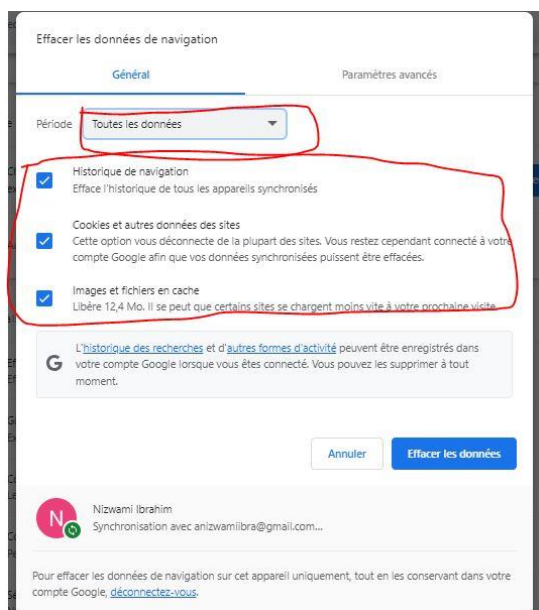 Effacer les données de navigation
Général
Paramètres avancés
Période
Toutes les données
Historique de navigation
Efface l'historique de tous les appareils synchronisés
Cookies et autres données des sites
Cette option vous déconnecte de la plupart des sites. Vous restez cependant connecté à votre
compte Google afin que vos données synchronisées puissent être effacées.
Images et fichiers en cache
Libère 12,4 Mo. Il se peut que certains sites se chargent moins vite à votre prochaine visite.
G
L'historique des recherches et d'autres formes d'activité peuvent être enregistrés dans
votre compte Google lorsque vous êtes connecté. Vous pouvez les supprimer à tout
moment.
Annuler
Effacer les données
N
Nizwami Ibrahim
Synchronisation avec anizwamiibra@gmail.com...
Pour effacer les données de navigation sur cet appareil uniquement, tout en les conservant dans votre
compte Google, déconnectez-vous.